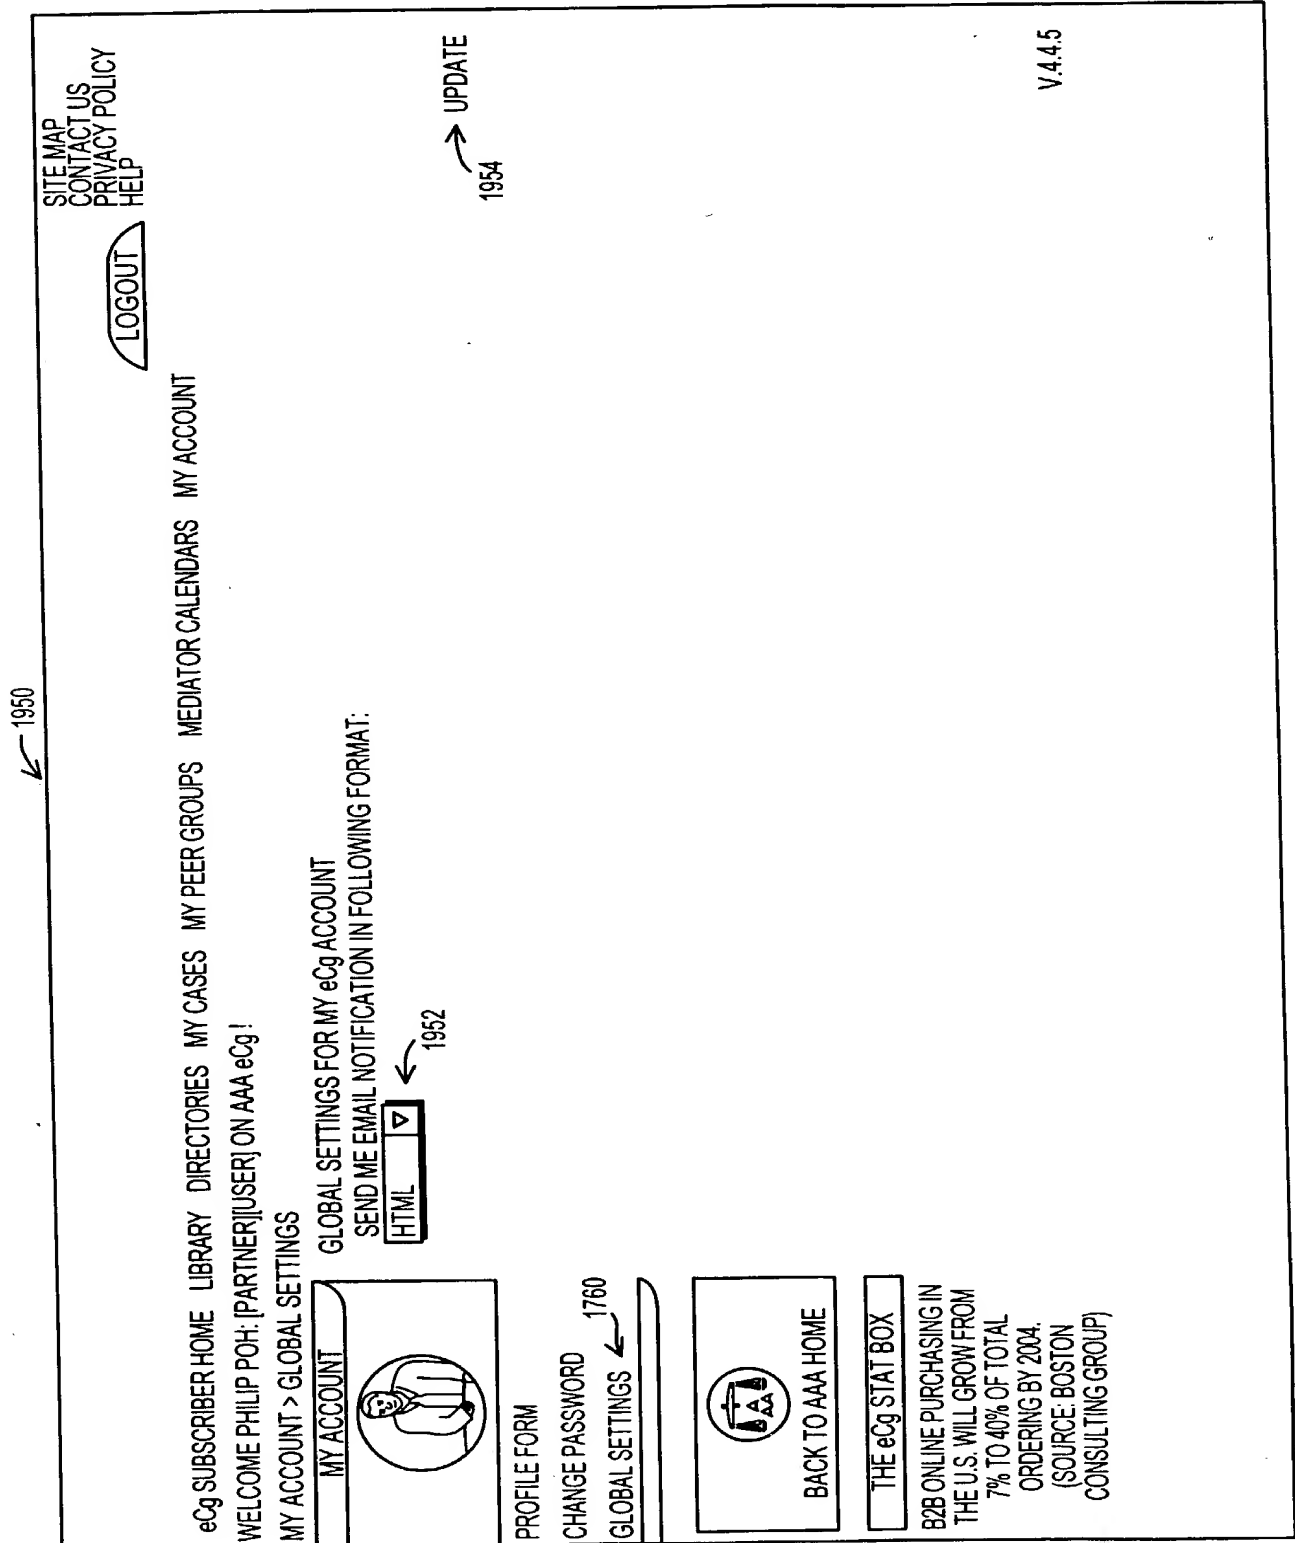 1950
SITE MAP
CONTACT US
PRIVACY POLICY
HELP
LOGOUT
eCg SUBSCRIBER HOME LIBRARY DIRECTORIES MY CASES MY PEER GROUPS MEDIATOR CALENDARS MY ACCOUNT
WELCOME PHILIP POH: [PARTNER][USER] ON AAA eCg!
MY ACCOUNT > GLOBAL SETTINGS
MY ACCOUNT
GLOBAL SETTINGS FOR MY eCg ACCOUNT
SEND ME EMAIL NOTIFICATION IN FOLLOWING FORMAT:
HTML
1952
UPDATE
1954
PROFILE FORM
CHANGE PASSWORD
GLOBAL SETTINGS
1760
BACK TO AAA HOME
THE eCg STAT BOX
B2B ONLINE PURCHASING IN
THE U.S. WILL GROW FROM
7% TO 40% OF TOTAL
ORDERING BY 2004.
(SOURCE: BOSTON
CONSULTING GROUP)
V.4.4.5